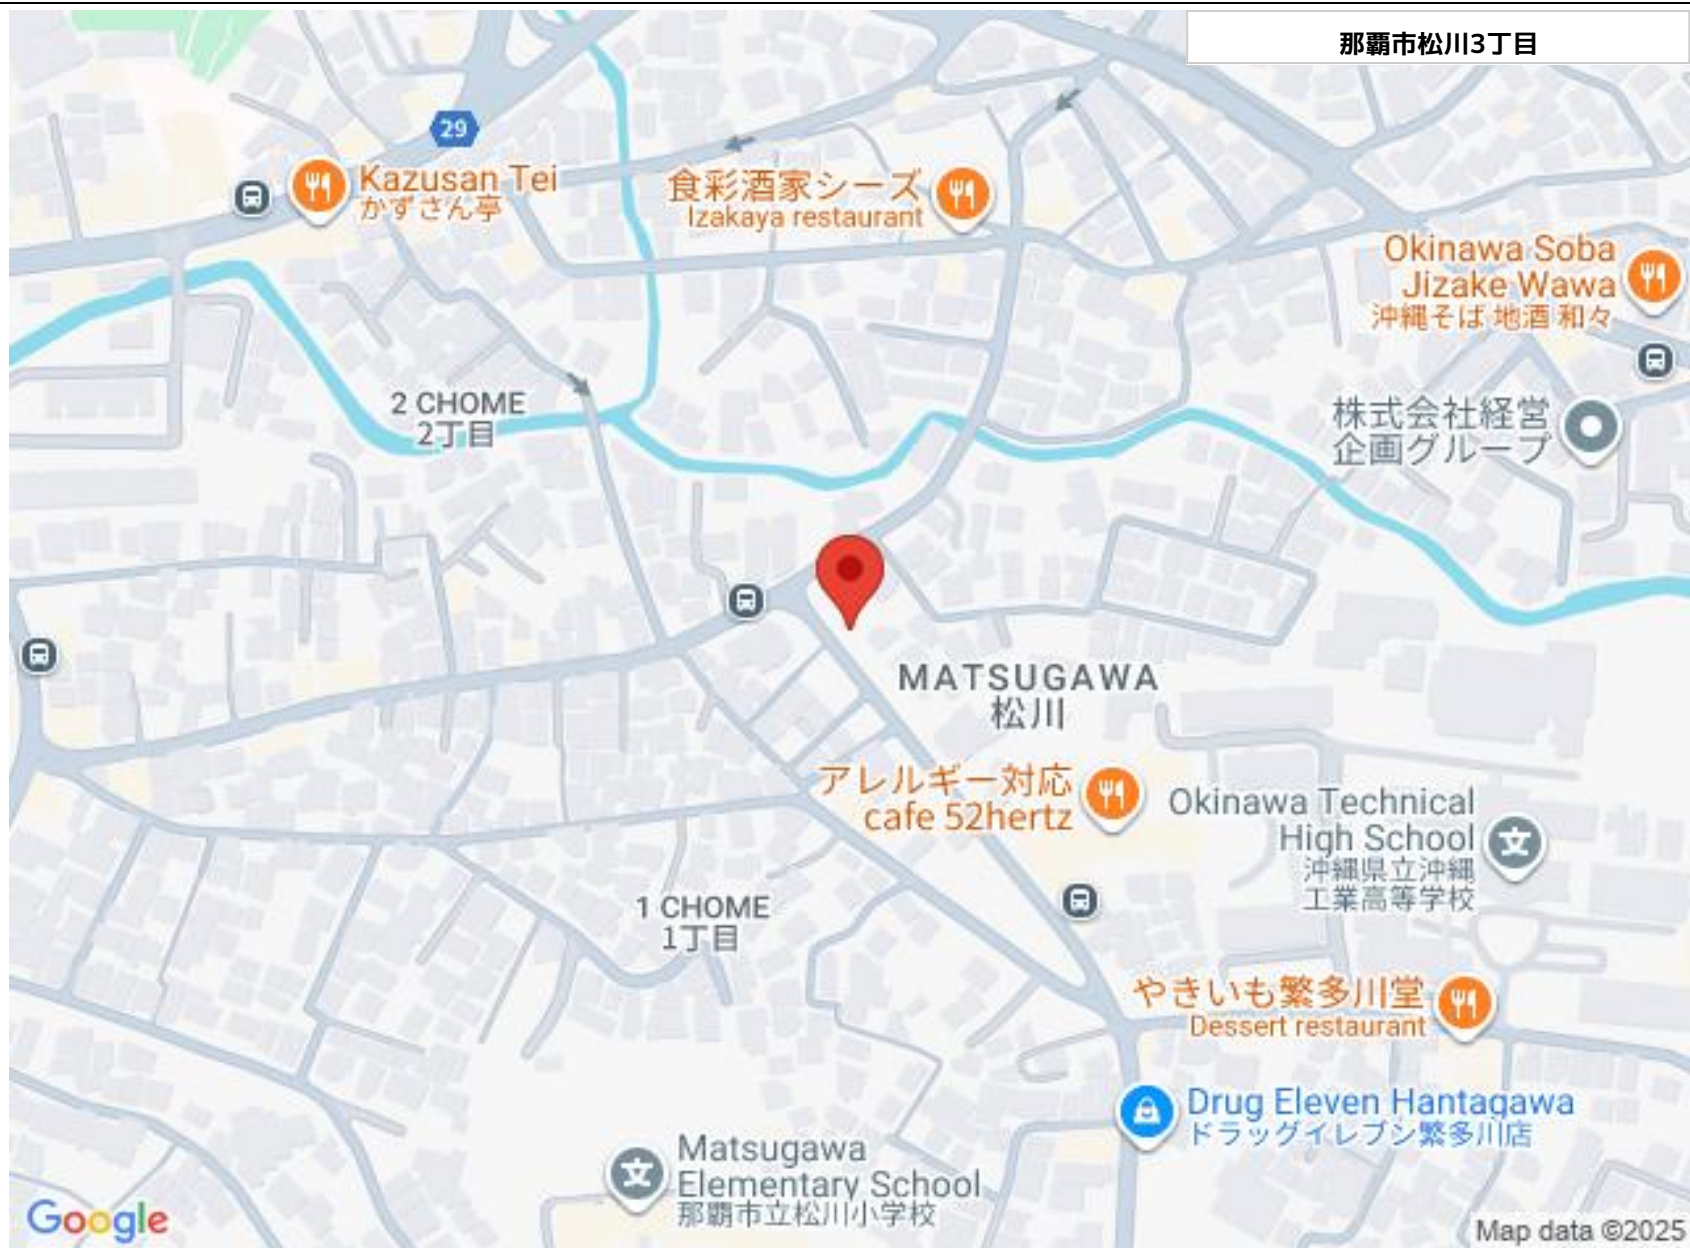 那覇市松川3丁目
29
Kazusan Tei
かずさん亭
食彩酒家シーズ
Izakaya restaurant
Okinawa Soba
Jizake Wawa
沖縄そば 地酒 和々
2 CHOME
2丁目
株式会社経営
企画グループ
MATSUGAWA
松川
アレルギー対応
cafe 52hertz
Okinawa Technical
High School
沖縄県立沖縄
工業高等学校
文
1 CHOME
1丁目
やきいも繁多川堂
Dessert restaurant
Drug Eleven Hantagawa
ドラッグイレブン繁多川店
文
Matsugawa
Elementary School
那覇市立松川小学校
Google
Map data ©2025